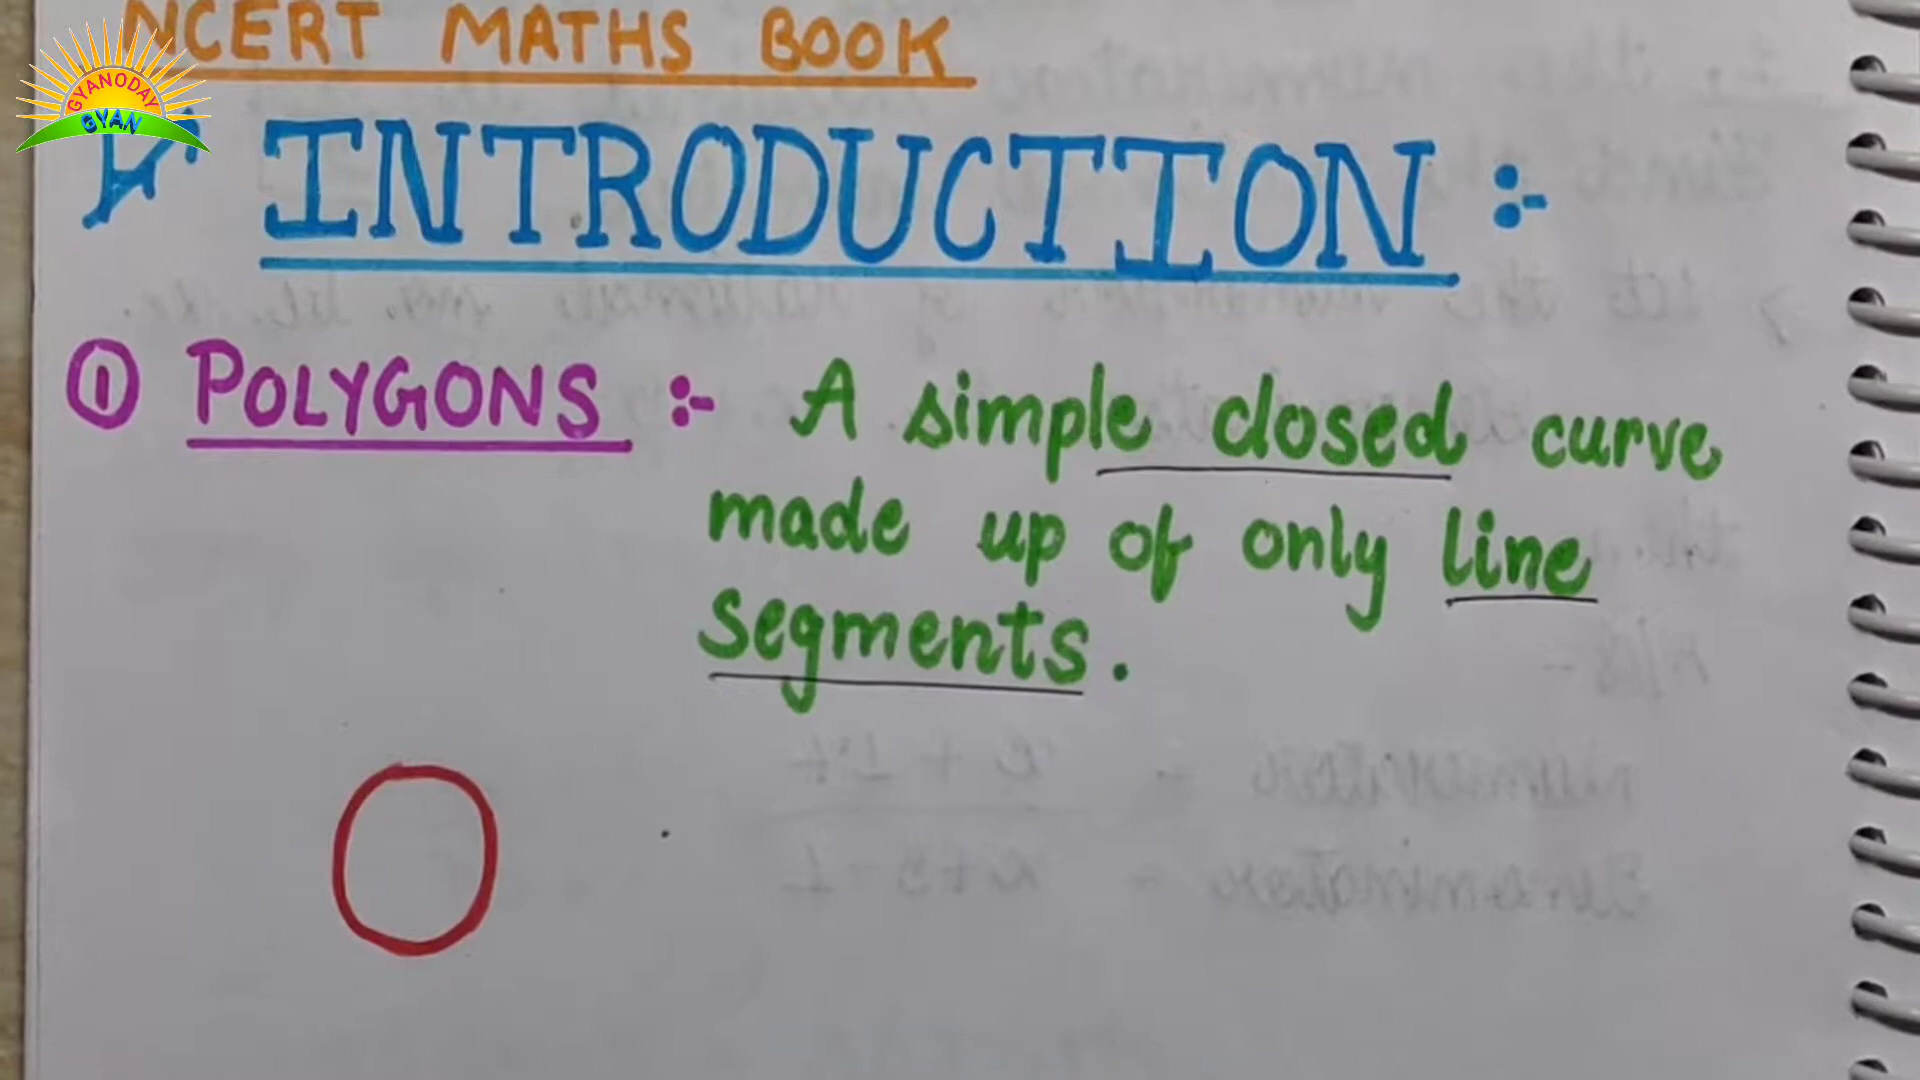 NCERT MATHS BOOK
GYANODAY
GYAN
INTRODUCTION :-
① POLYGONS :- A simple closed curve
made up of only line
segments.